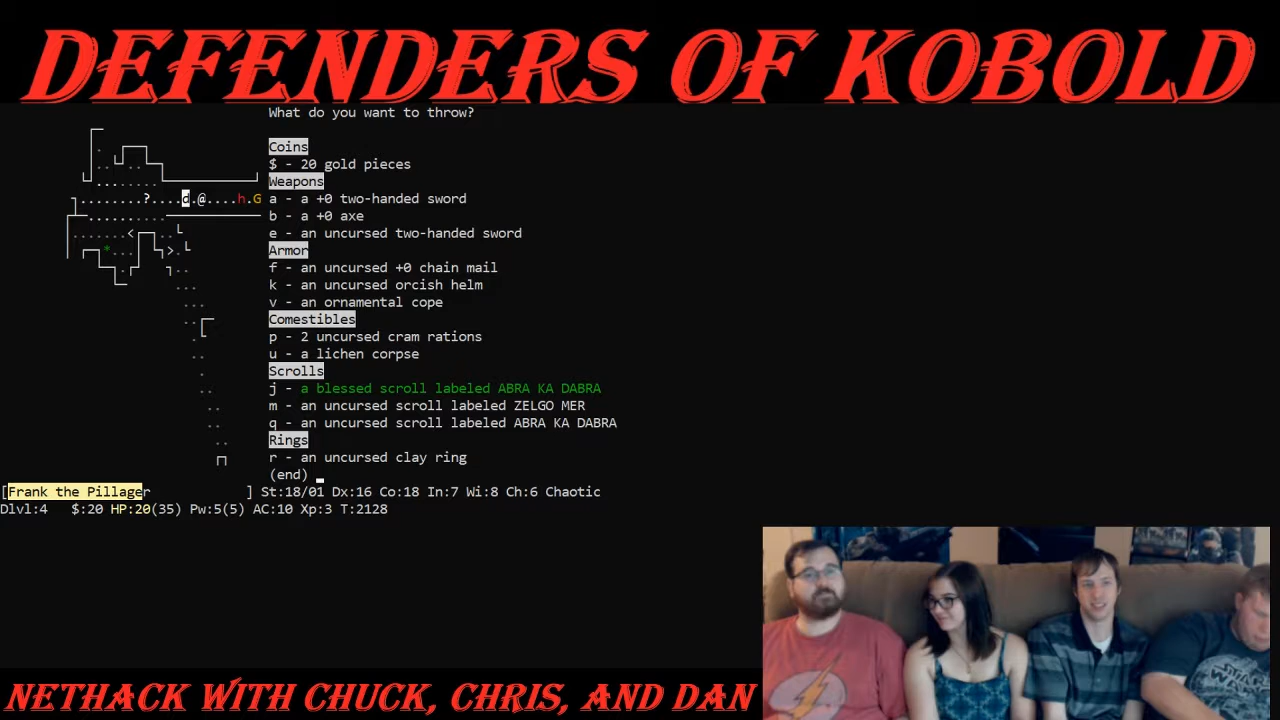 DEFENDERS OF KOBOLD
What do you want to throw?
Coins
$ - 20 gold pieces
Weapons
a - a +0 two-handed sword
b - a +0 axe
e - an uncursed two-handed sword
Armor
f - an uncursed +0 chain mail
k - an uncursed orcish helm
v - an ornamental cope
Comestibles
p - 2 uncursed cram rations
u - a lichen corpse
Scrolls
j - a blessed scroll labeled ABRA KA DABRA
m - an uncursed scroll labeled ZELGO MER
q - an uncursed scroll labeled ABRA KA DABRA
Rings
r - an uncursed clay ring
(end)
[Frank the Pillager ] St:18/01 Dx:16 Co:18 In:7 Wi:8 Ch:6 Chaotic
Dlvl:4 $:20 HP:20(35) Pw:5(5) AC:10 Xp:3 T:2128
NETHACK WITH CHUCK, CHRIS, AND DAN